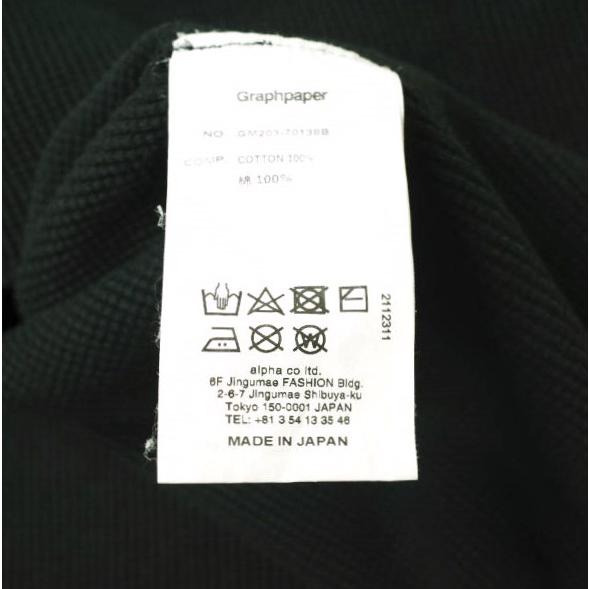 Graphpaper
NO. GM203-70138B
COMP. COTTON 100%
綿 100%
2112311
alpha co ltd.
6F Jingumae FASHION Bldg.
2-6-7 Jingumae Shibuya-ku
Tokyo 150-0001 JAPAN
TEL: +81 3 54 13 35 46
MADE IN JAPAN